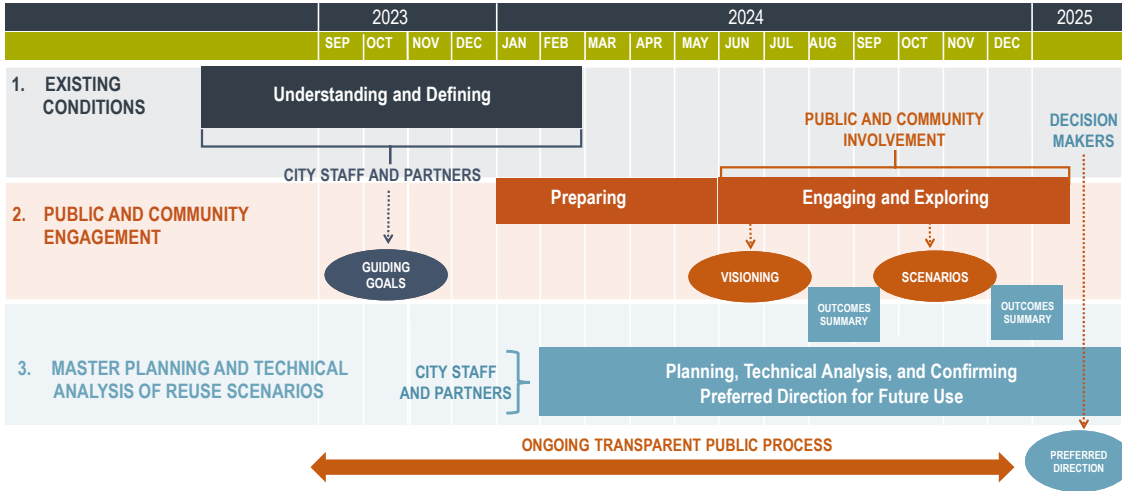 2023
2024
2025
SEP
OCT
NOV
DEC
JAN
FEB
MAR
APR
MAY
JUN
JUL
AUG
SEP
OCT
NOV
DEC
1. EXISTING
CONDITIONS
Understanding and Defining
PUBLIC AND COMMUNITY
INVOLVEMENT
DECISION
MAKERS
CITY STAFF AND PARTNERS
2. PUBLIC AND COMMUNITY
ENGAGEMENT
Preparing
Engaging and Exploring
GUIDING
GOALS
VISIONING
SCENARIOS
OUTCOMES
SUMMARY
OUTCOMES
SUMMARY
3. MASTER PLANNING AND TECHNICAL
ANALYSIS OF REUSE SCENARIOS
CITY STAFF
AND PARTNERS
Planning, Technical Analysis, and Confirming
Preferred Direction for Future Use
ONGOING TRANSPARENT PUBLIC PROCESS
PREFERRED
DIRECTION